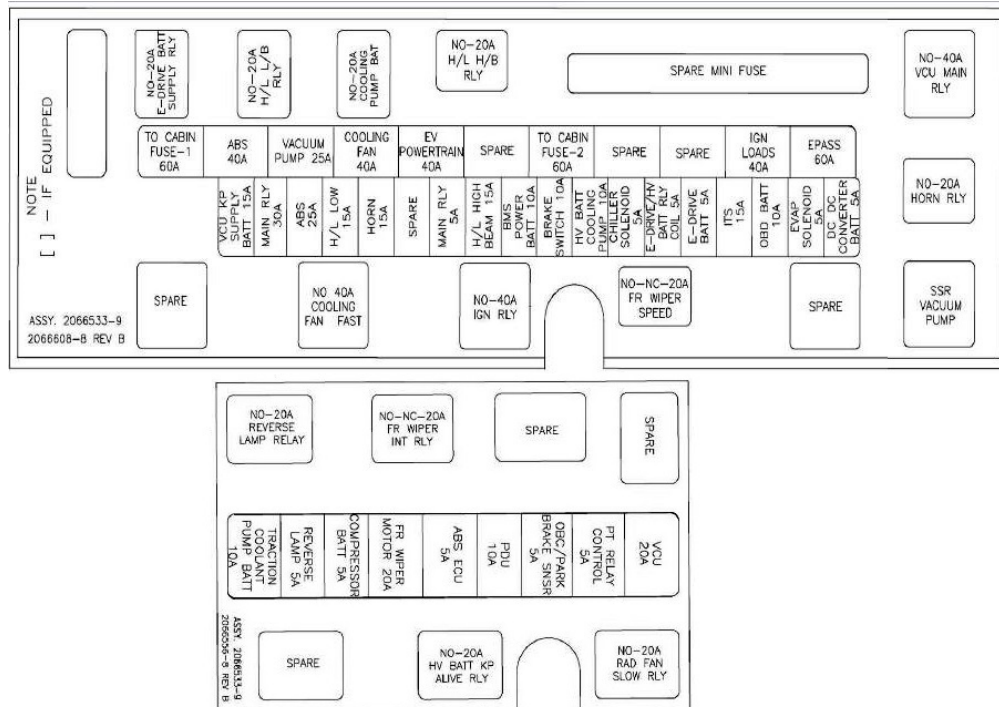 NO-20A
E-DRIVE BATT
SUPPLY RLY
NO-20A
H/L L/B
RLY
NO-20A
COOLING
PUMP BAT
NO-20A
H/L H/B
RLY
SPARE MINI FUSE
NO-40A
VCU MAIN
RLY
NOTE
[ ] - IF EQUIPPED
TO CABIN
FUSE-1
60A
ABS
40A
VACUUM
PUMP 25A
COOLING
FAN
40A
EV
POWERTRAIN
40A
SPARE
TO CABIN
FUSE-2
60A
SPARE
SPARE
IGN
LOADS
40A
EPASS
60A
VCU KP
SUPPLY
BATT 15A
MAIN RLY
30A
ABS
25A
H/L LOW
15A
HORN
15A
SPARE
MAIN RLY
5A
H/L HIGH
BEAM 15A
BMS
POWER
BATT 10A
BRAKE
SWITCH 10A
HV BATT
COOLING
PUMP 10A
CHILLER
SOLENOID
5A
E-DRIVE/HV
BATT RLY
COIL 5A
E-DRIVE
BATT 5A
ITS
15A
OBD BATT
10A
EVAP
SOLENOID
5A
DC DC
CONVERTER
BATT 5A
NO-20A
HORN RLY
SPARE
NO 40A
COOLING
FAN FAST
NO-40A
IGN RLY
NO-NC-20A
FR WIPER
SPEED
SPARE
SSR
VACUUM
PUMP
ASSY. 2066533-9
2066608-8 REV B
NO-20A
REVERSE
LAMP RELAY
NO-NC-20A
FR WIPER
INT RLY
SPARE
SPARE
TRACTION
COOLANT
PUMP BATT
10A
REVERSE
LAMP 5A
COMPRESSOR
BATT 5A
FR WIPER
MOTOR 20A
ABS ECU
5A
PDU
10A
OBC/PARK
BRAKE SNSR
5A
PT RELAY
CONTROL
5A
VCU
20A
ASSY. 2066533-9
2066556-8 REV B
SPARE
NO-20A
HV BATT KP
ALIVE RLY
NO-20A
RAD FAN
SLOW RLY